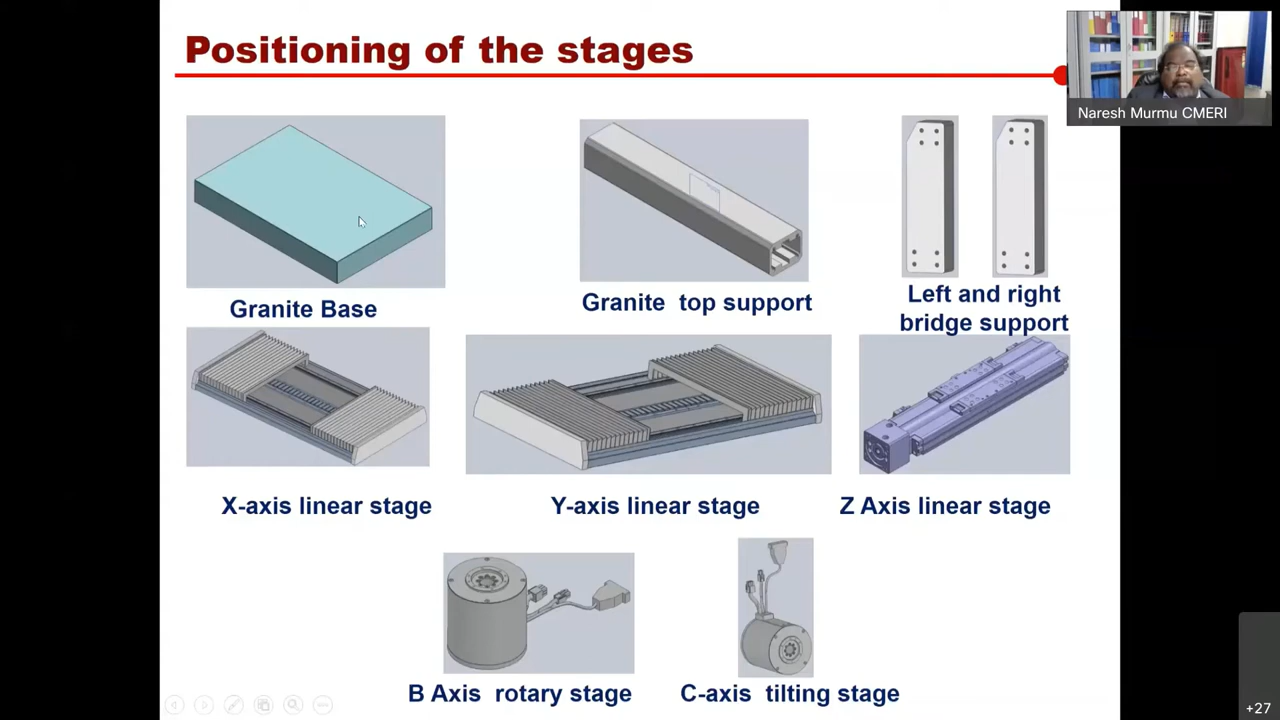 Positioning of the stages
Naresh Murmu CMERI
Granite Base
Granite top support
Left and right
bridge support
X-axis linear stage
Y-axis linear stage
Z Axis linear stage
B Axis rotary stage
C-axis tilting stage
+27